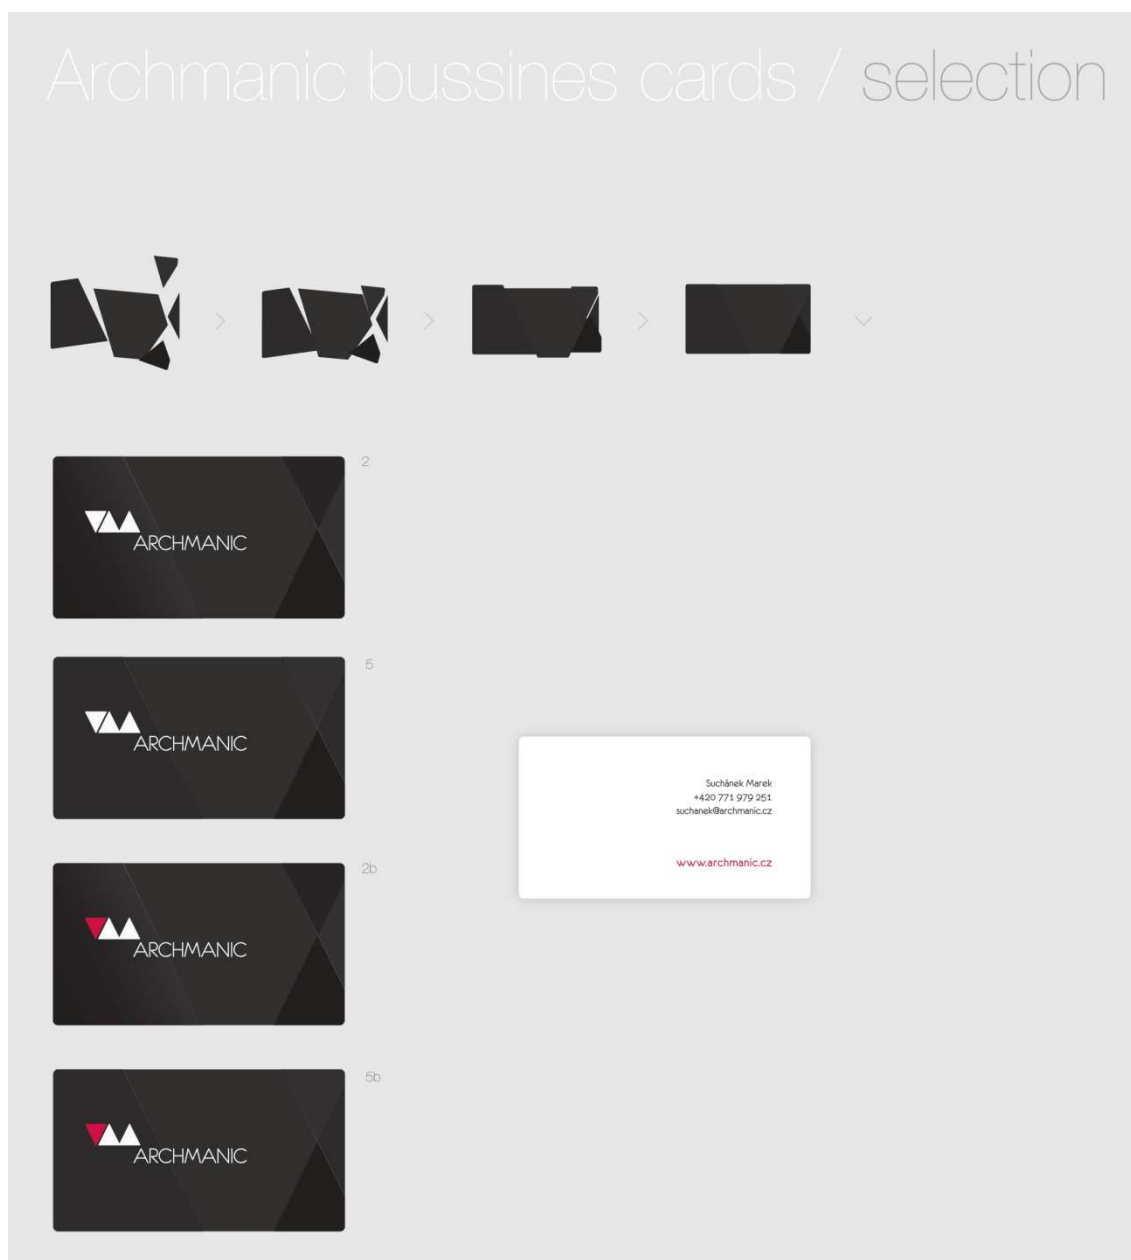 Archmanic bussines cards / selection
2
ARCHMANIC
5
ARCHMANIC
Suchánek Marek
+420 771 979 251
suchanek@archmanic.cz
www.archmanic.cz
2b
ARCHMANIC
5b
ARCHMANIC